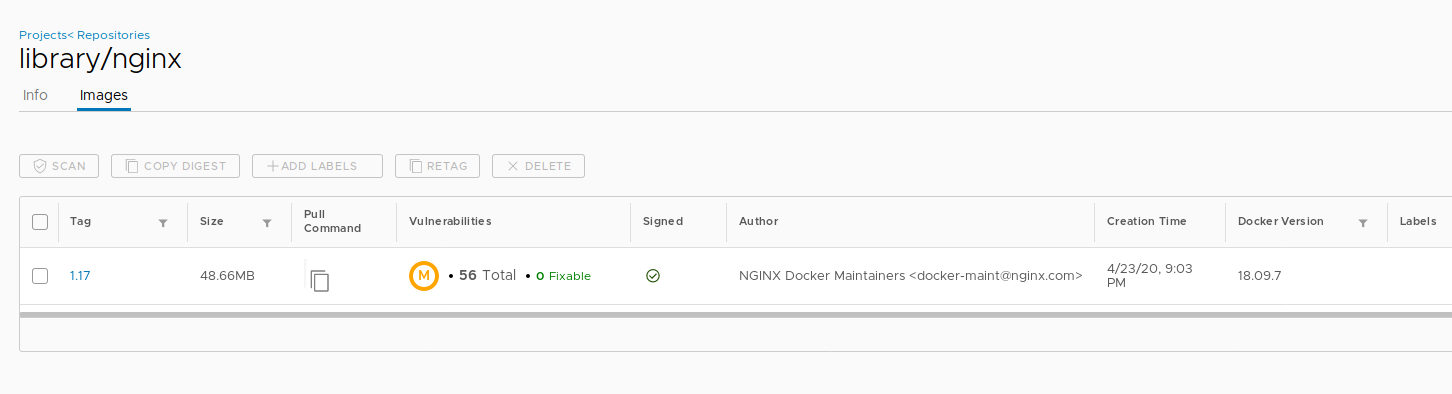 Projects< Repositories
library/nginx
Info Images
SCAN COPY DIGEST +ADD LABELS RETAG DELETE
Tag Size Pull Command Vulnerabilities Signed Author Creation Time Docker Version Labels
1.17 48.66MB M • 56 Total • 0 Fixable NGINX Docker Maintainers <docker-maint@nginx.com> 4/23/20, 9:03 PM 18.09.7